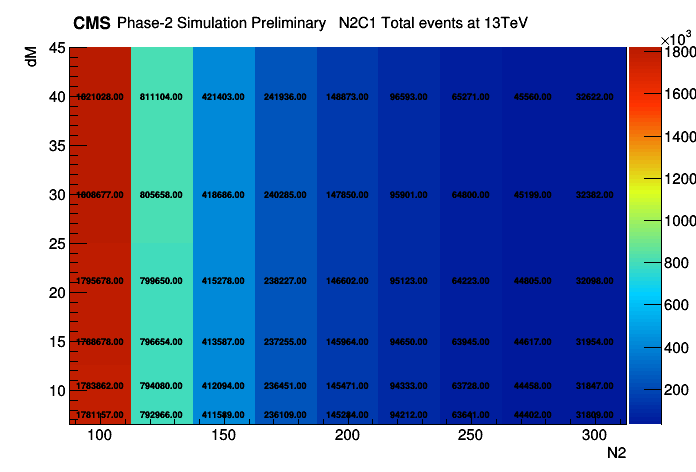 CMS Phase-2 Simulation Preliminary N2C1 Total events at 13TeV
×10³
dM
45 1800
40 1821028.00 811104.00 421403.00 241936.00 148873.00 96593.00 65271.00 45560.00 32622.00 1600
35 1400
30 1808677.00 805658.00 418686.00 240285.00 147850.00 95901.00 64800.00 45199.00 32382.00 1200
25 1000
20 1795678.00 799650.00 415278.00 238227.00 146602.00 95123.00 64223.00 44805.00 32098.00 800
15 796654.00 413587.00 237255.00 145964.00 94650.00 63945.00 44617.00 31954.00 600
400
10 794080.00 412094.00 236451.00 145471.00 94333.00 63728.00 44456.00 31847.00 200
1781157.00 792966.00 411589.00 236109.00 145284.00 94212.00 63641.00 44402.00 31809.00
100 150 200 250 300
N2